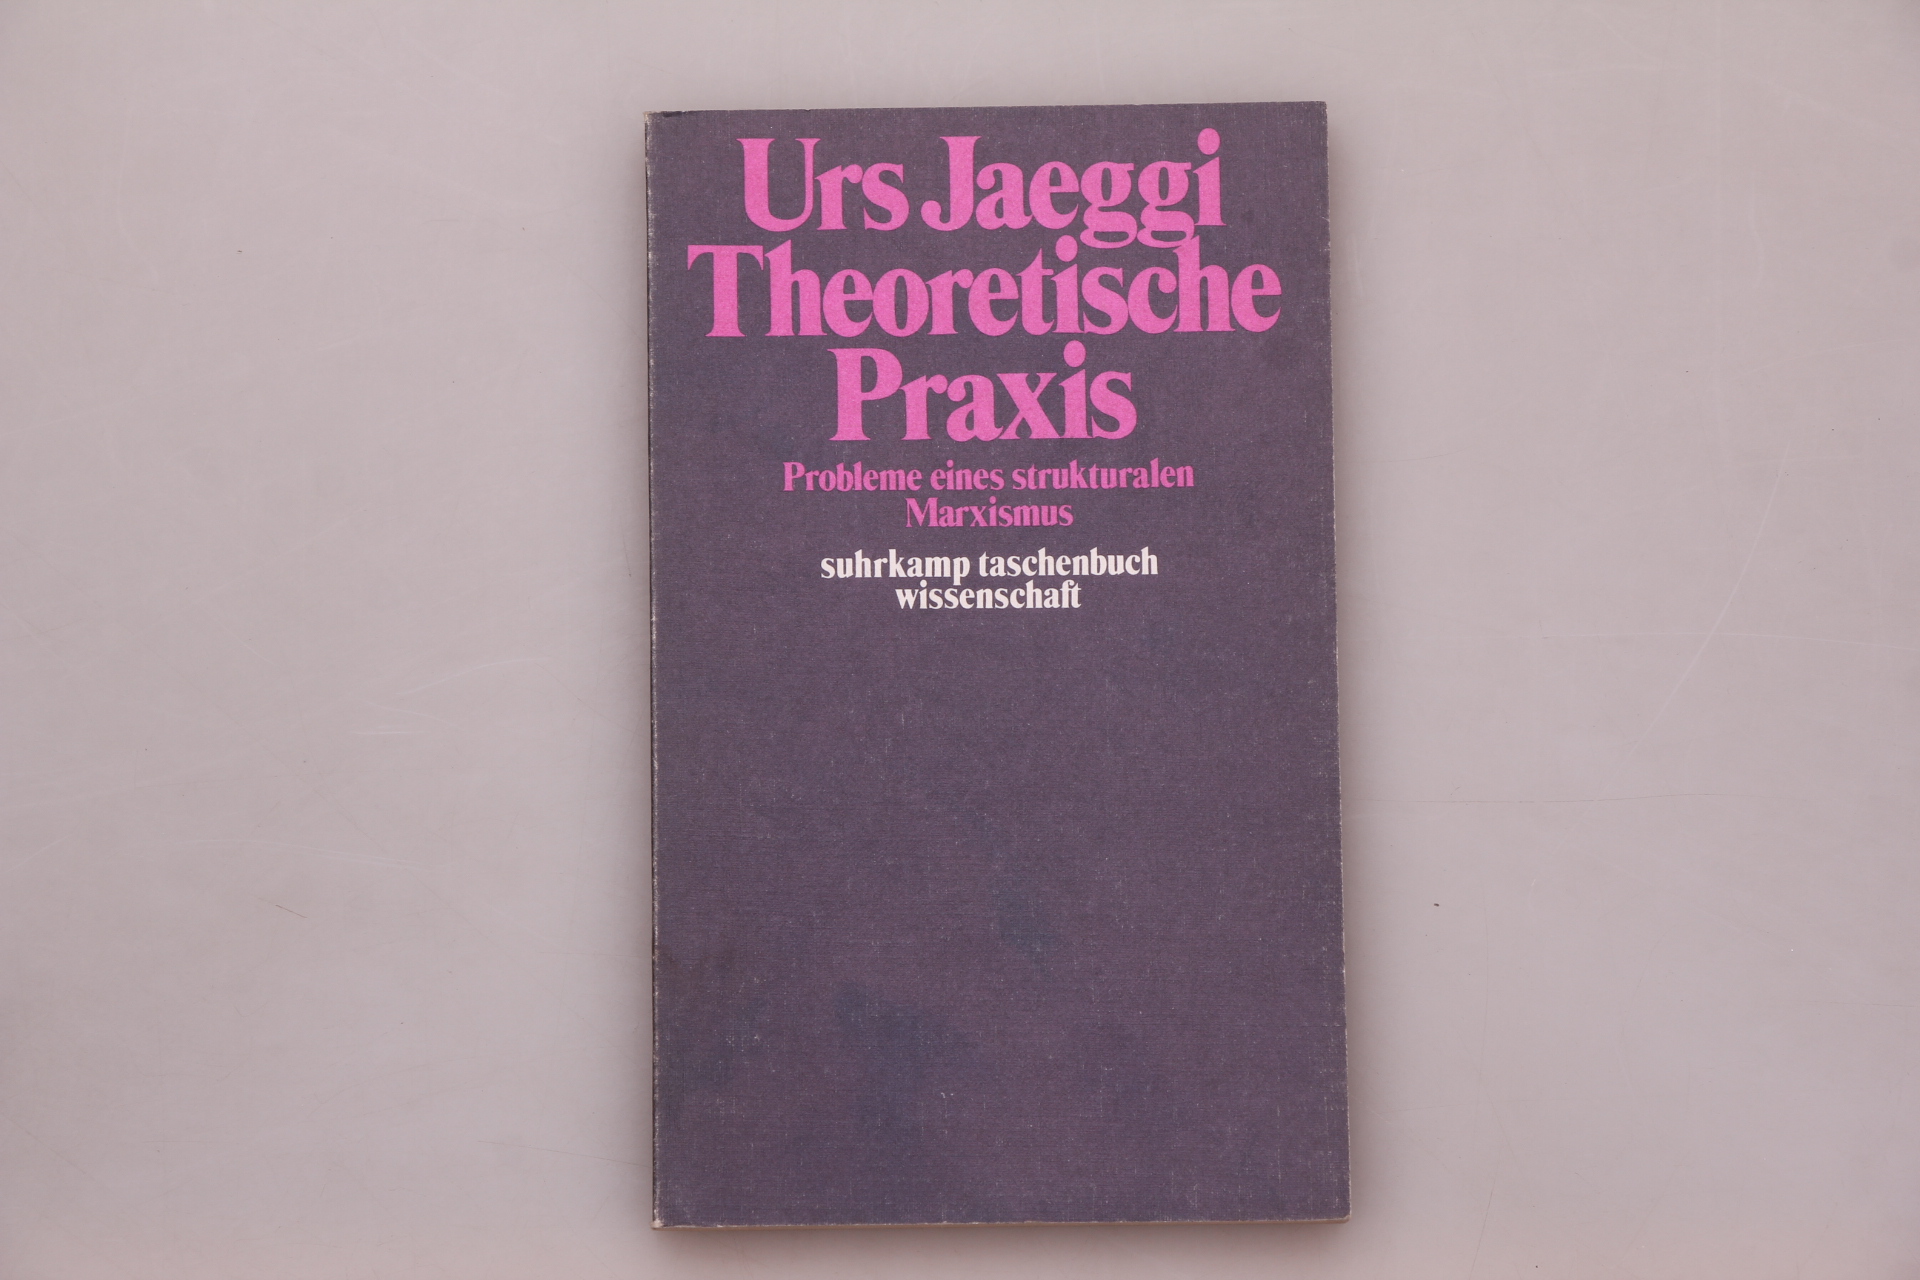 Urs Jaeggi
Theoretische
Praxis
Probleme eines strukturalen
Marxismus
suhrkamp taschenbuch
wissenschaft